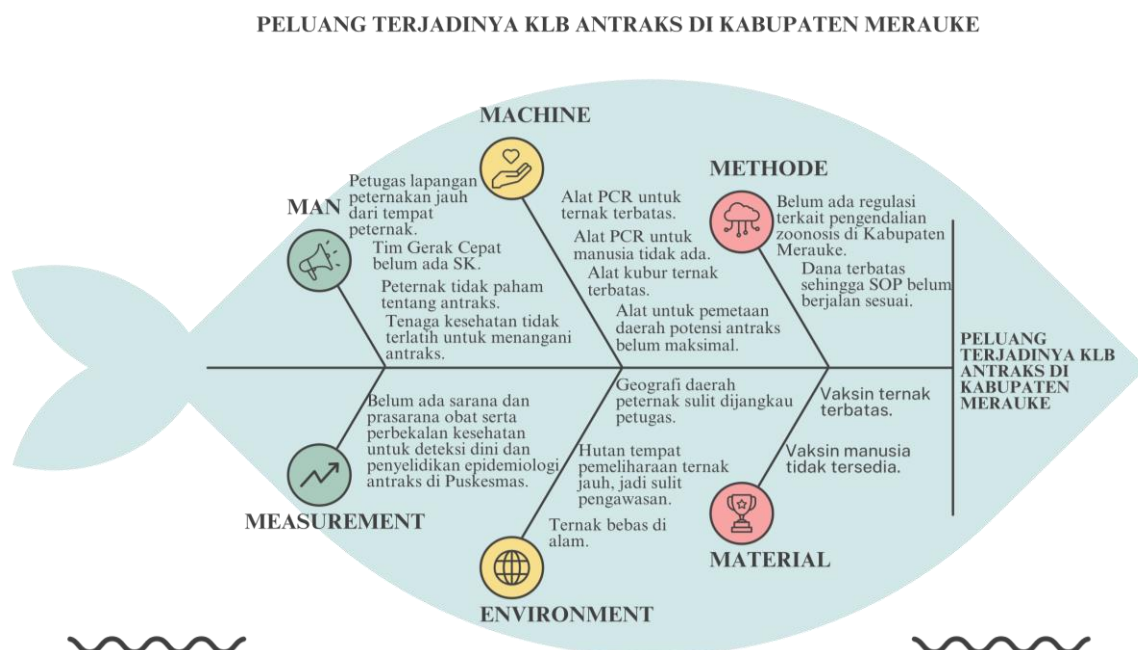 PELUANG TERJADINYA KLB ANTRAKS DI KABUPATEN MERAUKE
MAN
Petugas lapangan
peternakan jauh
dari tempat
peternak.
Tim Gerak Cepat
belum ada SK.
Peternak tidak paham
tentang antraks.
Tenaga kesehatan tidak
terlatih untuk menangani
antraks.
MACHINE
Alat PCR untuk
ternak terbatas.
Alat PCR untuk
manusia tidak ada.
Alat kubur ternak
terbatas.
Alat untuk pemetaan
daerah potensi antraks
belum maksimal.
METHODE
Belum ada regulasi
terkait pengendalian
zoonosis di Kabupaten
Merauke.
Dana terbatas
sehingga SOP belum
berjalan sesuai.
PELUANG
TERJADINYA KLB
ANTRAKS DI
KABUPATEN
MERAUKE
Belum ada sarana dan
prasarana obat serta
perbekalan kesehatan
untuk deteksi dini dan
penyelidikan epidemiologi
antraks di Puskesmas.
MEASUREMENT
Geografi daerah
peternak sulit dijangkau
petugas.
Hutan tempat
pemeliharaan ternak
jauh, jadi sulit
pengawasan.
Ternak bebas di
alam.
ENVIRONMENT
Vaksin ternak
terbatas.
Vaksin manusia
tidak tersedia.
MATERIAL